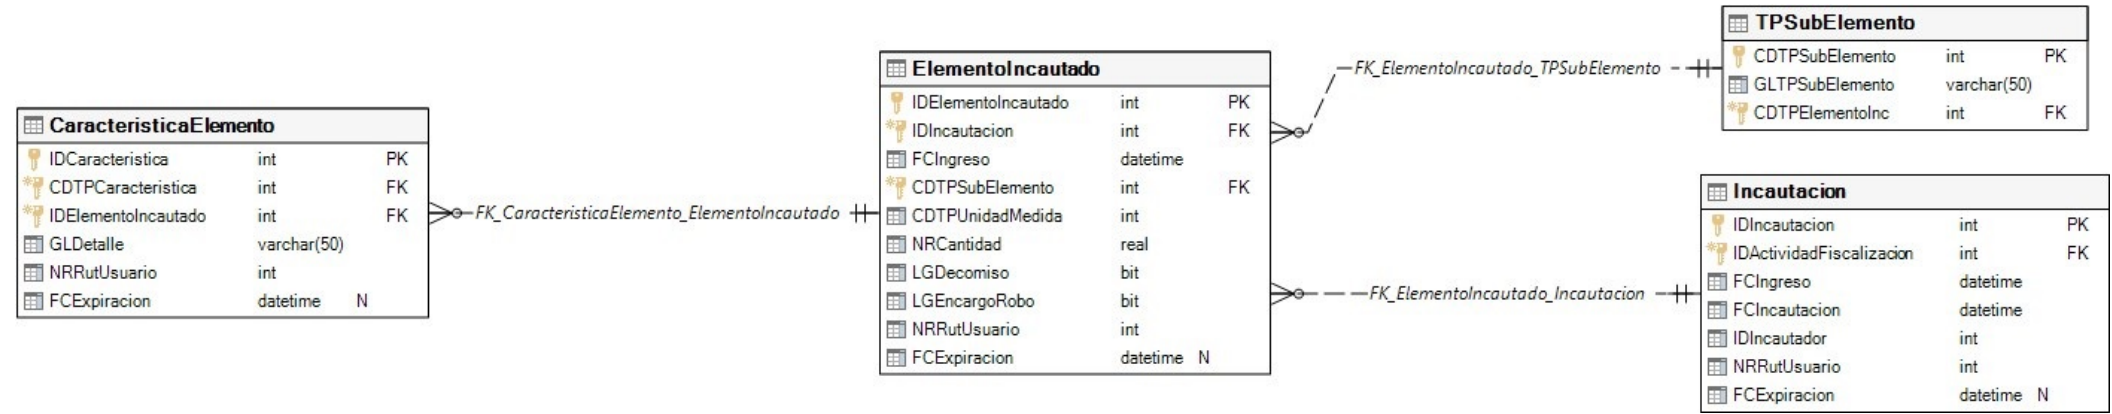 CaracteristicaElemento
IDCaracteristica int PK
CDTPCaracteristica int FK
IDElementoIncautado int FK
GLDetalle varchar(50)
NRRutUsuario int
FCExpiracion datetime N
FK_CaracteristicaElemento_ElementoIncautado
ElementoIncautado
IDElementoIncautado int PK
IDIncautacion int FK
FCIngreso datetime
CDTPSubElemento int FK
CDTPUnidadMedida int
NRCantidad real
LGDecomiso bit
LGEncargoRobo bit
NRRutUsuario int
FCExpiracion datetime N
FK_ElementoIncautado_TPSubElemento
FK_ElementoIncautado_Incautacion
TPSubElemento
CDTPSubElemento int PK
GLTPSubElemento varchar(50)
CDTPElementoInc int FK
Incautacion
IDIncautacion int PK
IDActividadFiscalizacion int FK
FCIngreso datetime
FCIncautacion datetime
IDIncautador int
NRRutUsuario int
FCExpiracion datetime N